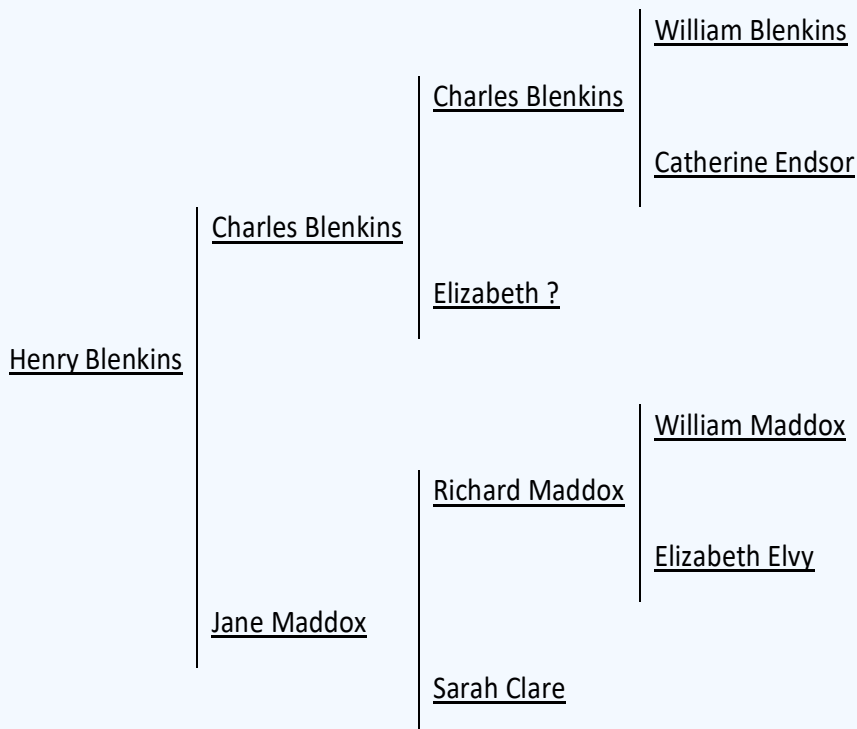 William Blenkins
Charles Blenkins
Catherine Endsor
Charles Blenkins
Elizabeth ?
Henry Blenkins
William Maddox
Richard Maddox
Elizabeth Elvy
Jane Maddox
Sarah Clare